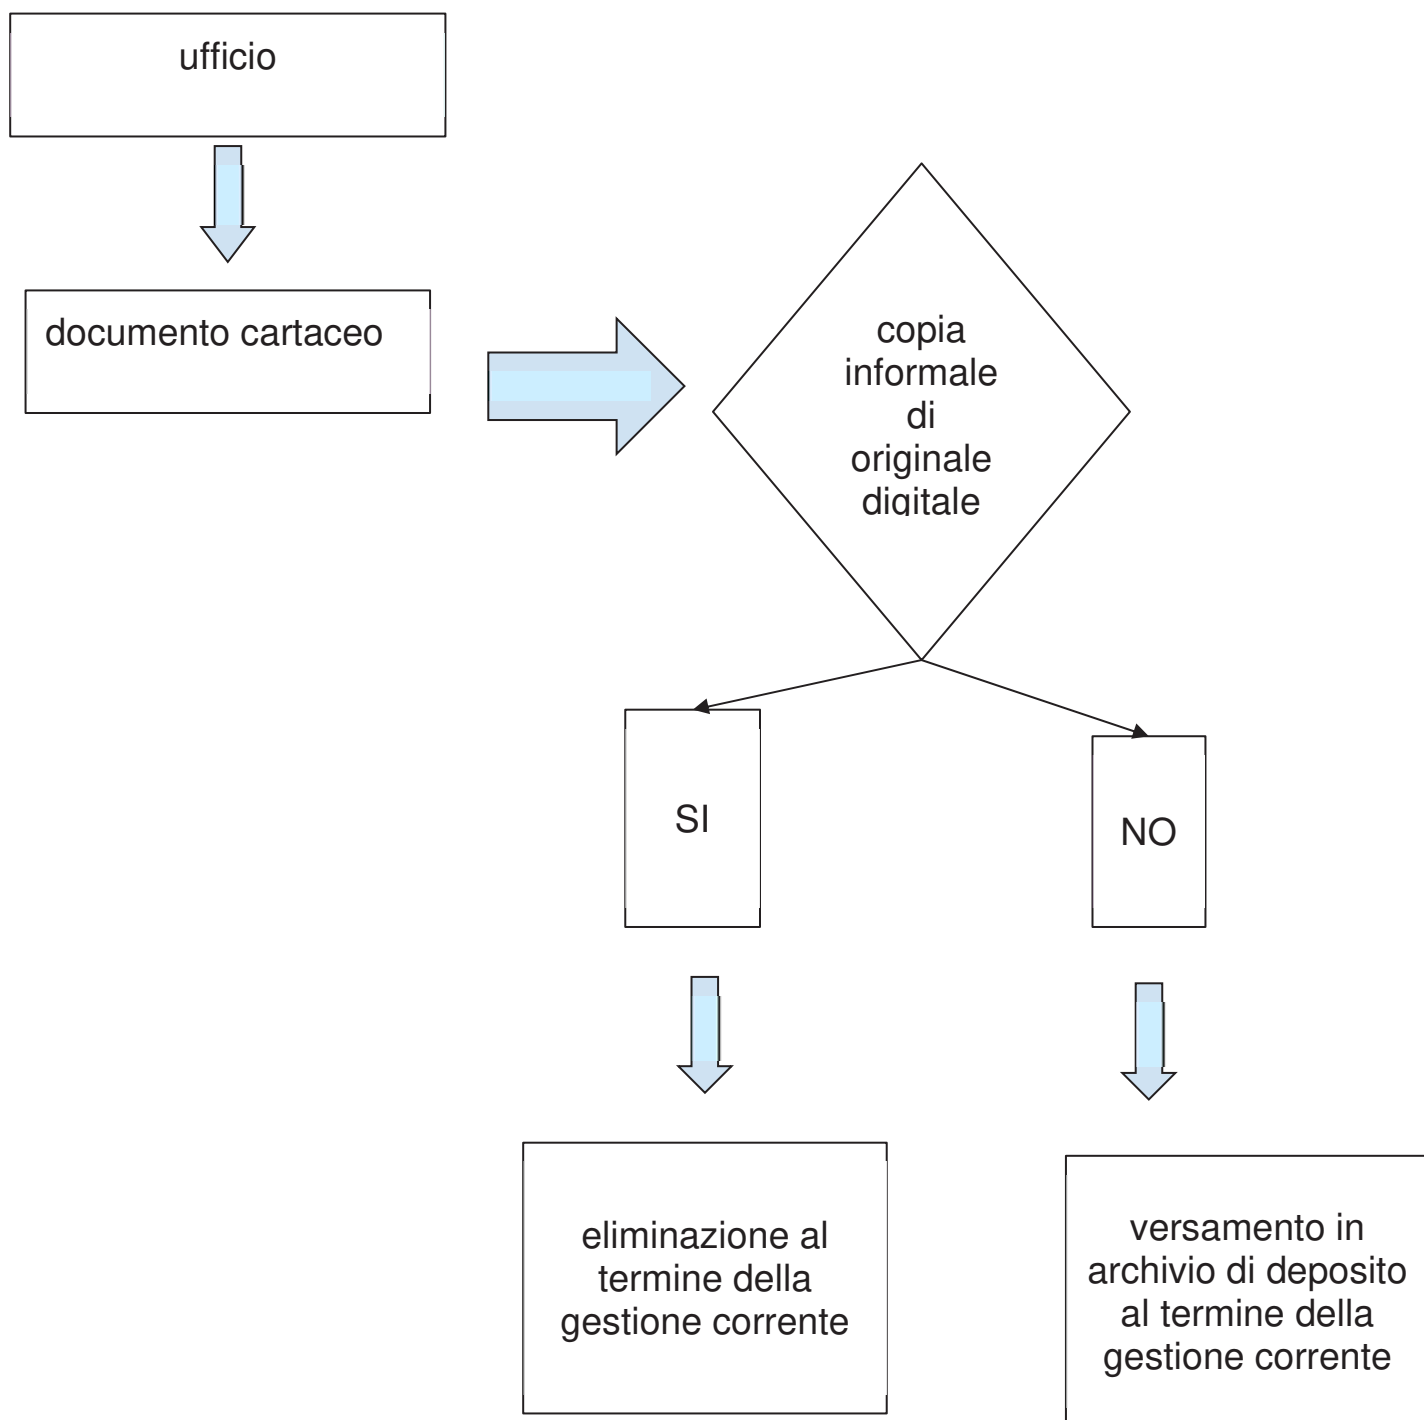 ufficio
documento cartaceo
copia
informale
di
originale
digitale
SI
NO
eliminazione al
termine della
gestione corrente
versamento in
archivio di deposito
al termine della
gestione corrente